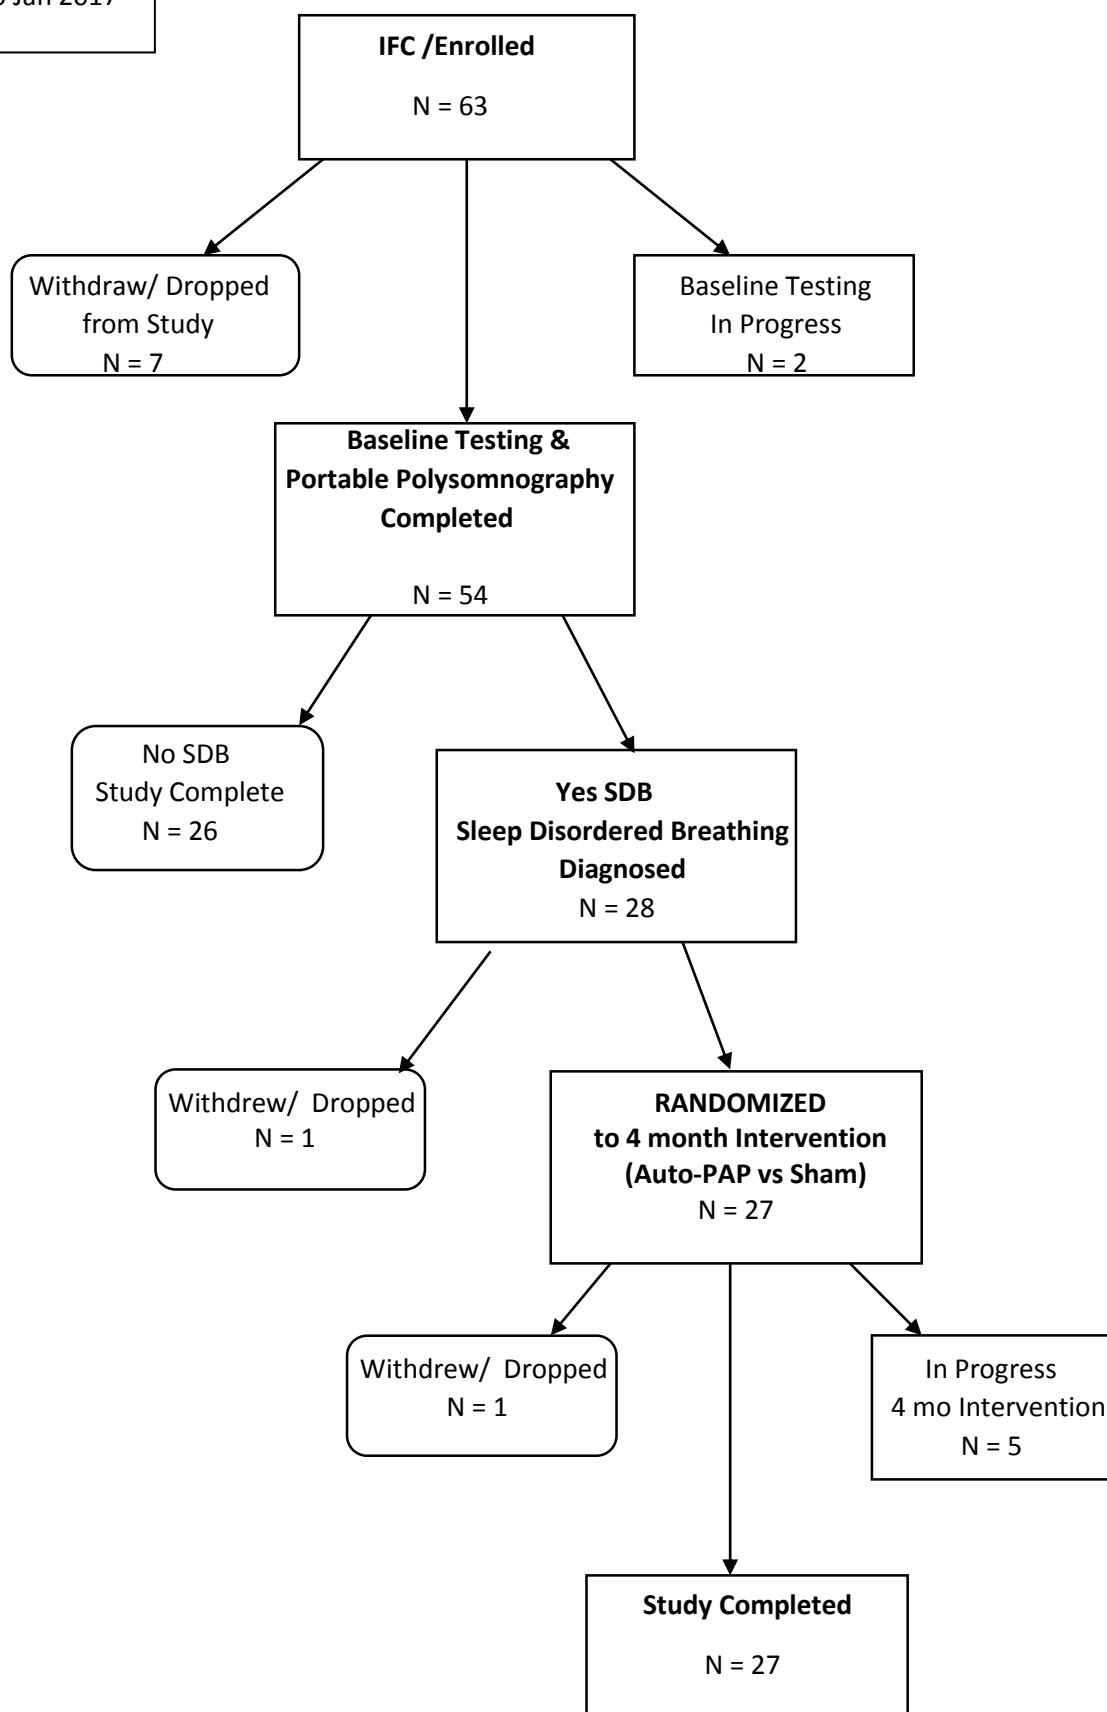 Jan 2017
IFC /Enrolled
N = 63
Withdraw/ Dropped
from Study
N = 7
Baseline Testing
In Progress
N = 2
Baseline Testing &
Portable Polysomnography
Completed
N = 54
No SDB
Study Complete
N = 26
Yes SDB
Sleep Disordered Breathing
Diagnosed
N = 28
Withdrew/ Dropped
N = 1
RANDOMIZED
to 4 month Intervention
(Auto-PAP vs Sham)
N = 27
Withdrew/ Dropped
N = 1
In Progress
4 mo Intervention
N = 5
Study Completed
N = 27